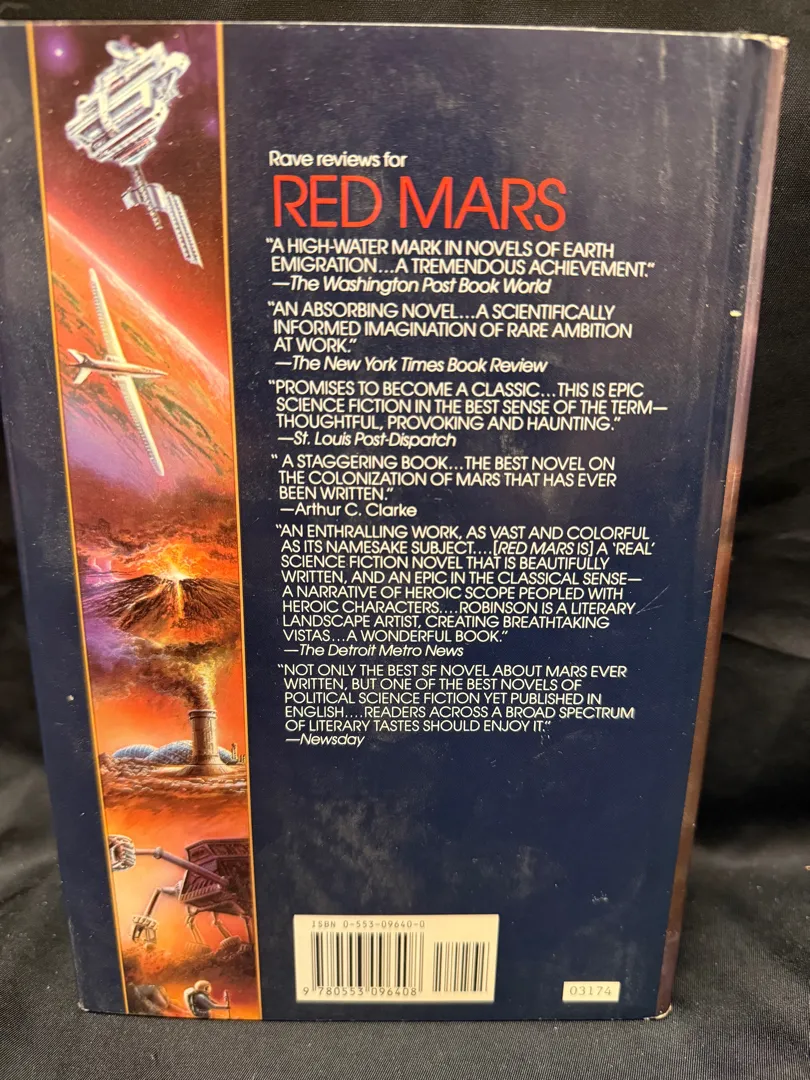 Rave reviews for
RED MARS
"A HIGH-WATER MARK IN NOVELS OF EARTH
EMIGRATION...A TREMENDOUS ACHIEVEMENT."
—The Washington Post Book World
"AN ABSORBING NOVEL...A SCIENTIFICALLY
INFORMED IMAGINATION OF RARE AMBITION
AT WORK."
—The New York Times Book Review
"PROMISES TO BECOME A CLASSIC...THIS IS EPIC
SCIENCE FICTION IN THE BEST SENSE OF THE TERM—
THOUGHTFUL, PROVOKING AND HAUNTING."
—St. Louis Post-Dispatch
" A STAGGERING BOOK...THE BEST NOVEL ON
THE COLONIZATION OF MARS THAT HAS EVER
BEEN WRITTEN."
—Arthur C. Clarke
"AN ENTHRALLING WORK, AS VAST AND COLORFUL
AS ITS NAMESAKE SUBJECT....[RED MARS IS] A 'REAL'
SCIENCE FICTION NOVEL THAT IS BEAUTIFULLY
WRITTEN, AND AN EPIC IN THE CLASSICAL SENSE—
A NARRATIVE OF HEROIC SCOPE PEOPLED WITH
HEROIC CHARACTERS....ROBINSON IS A LITERARY
LANDSCAPE ARTIST, CREATING BREATHTAKING
VISTAS...A WONDERFUL BOOK."
—The Detroit Metro News
"NOT ONLY THE BEST SF NOVEL ABOUT MARS EVER
WRITTEN, BUT ONE OF THE BEST NOVELS OF
POLITICAL SCIENCE FICTION YET PUBLISHED IN
ENGLISH....READERS ACROSS A BROAD SPECTRUM
OF LITERARY TASTES SHOULD ENJOY IT."
—Newsday
ISBN 0-553-09640-0
9 780553 096408
03174